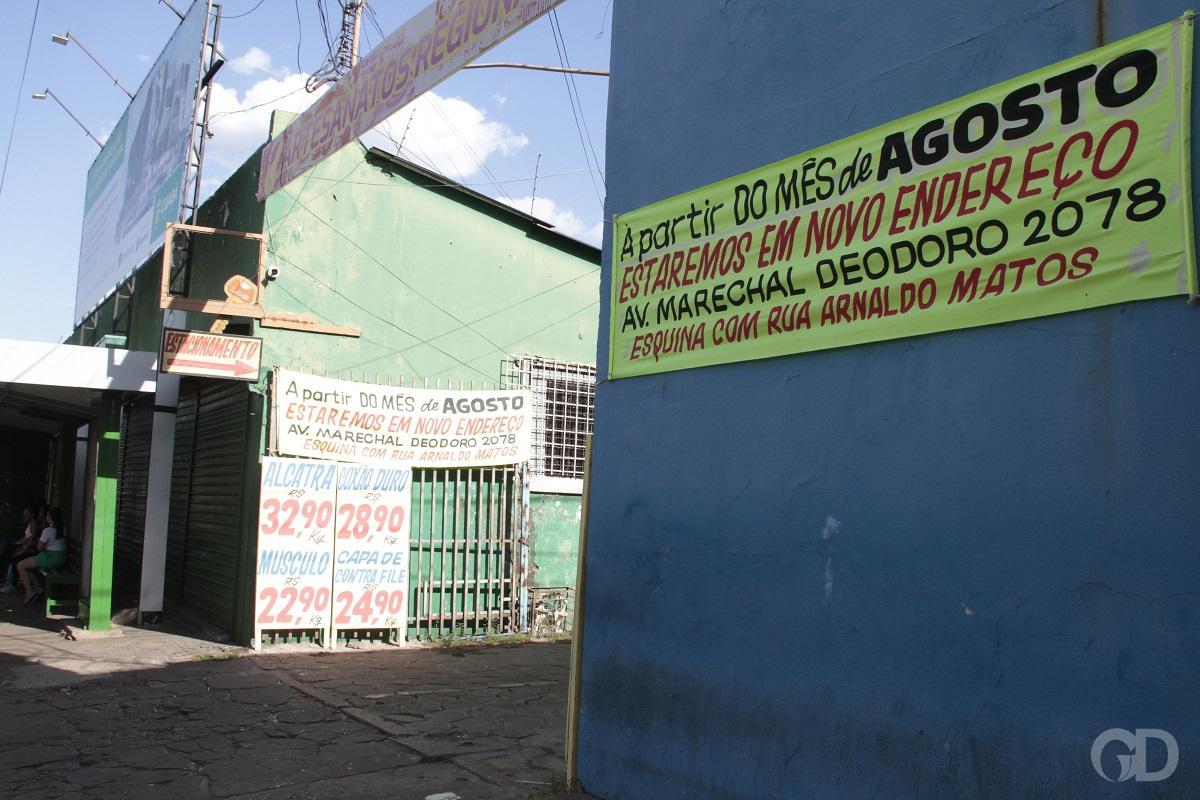 ARTESANATOS REGION
ESTACIONAMENTO
A partir DO MÊS de AGOSTO
ESTAREMOS EM NOVO ENDEREÇO
AV. MARECHAL DEODORO 2078
ESQUINA COM RUA ARNALDO MATOS
A partir DO MÊS de AGOSTO
ESTAREMOS EM NOVO ENDEREÇO
AV. MARECHAL DEODORO 2078
ESQUINA COM RUA ARNALDO MATOS
ALCATRA
R$
32,90
Kg
COXÃO DURO
R$
28,90
Kg
MUSCULO
R$
22,90
Kg
CAPA DE
CONTRA FILE
R$
24,90
Kg
GD